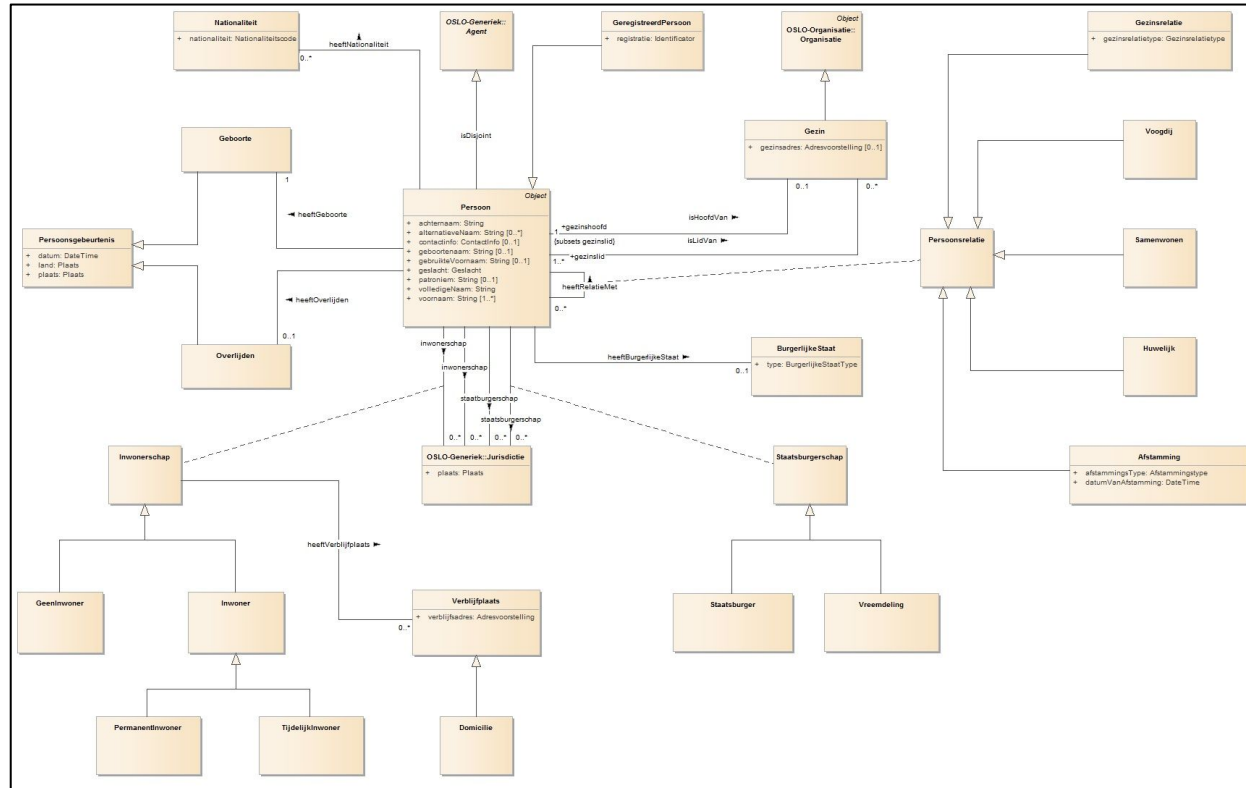 Nationaliteit
+ nationaliteit: Nationaliteitscode
heeftNationaliteit
0..*
OSLO-Generiek::
Agent
isDisjoint
GeregistreerdPersoon
+ registratie: Identificator
Object
OSLO-Organisatie::
Organisatie
Gezinsrelatie
+ gezinsrelatietype: Gezinsrelatietype
Geboorte
1
heeftGeboorte
Gezin
+ gezinsadres: Adresvoorstelling [0..1]
0..1
0..*
Voogdij
Object
Persoon
+ achternaam: String
+ alternatieveNaam: String [0..*]
+ contactinfo: ContactInfo [0..1]
+ geboortenaam: String [0..1]
+ gebruikteVoornaam: String [0..1]
+ geslacht: Geslacht
+ patroniem: String [0..1]
+ volledigeNaam: String
+ voornaam: String [1..*]
+gezinshoofd
1
{subsets gezinslid}
isHoofdVan
isLidVan
1..*
+gezinslid
heeftRelatieMet
0..*
Persoonsgebeurtenis
+ datum: DateTime
+ land: Plaats
+ plaats: Plaats
Persoonsrelatie
Samenwonen
heeftOverlijden
0..1
Overlijden
inwonerschap
inwonerschap
staatburgerschap
staatsburgerschap
0..*
0..*
0..*
0..*
heeftBurgerlijkeStaat
0..1
BurgerlijkeStaat
+ type: BurgerlijkeStaatType
Huwelijk
Inwonerschap
OSLO-Generiek::Jurisdictie
+ plaats: Plaats
Staatsburgerschap
Afstamming
+ afstammingsType: Afstammingstype
+ datumVanAfstamming: DateTime
heeftVerblijfplaats
0..*
GeenInwoner
Inwoner
Verblijfplaats
+ verblijfsadres: Adresvoorstelling
Staatsburger
Vreemdeling
PermanentInwoner
TijdelijkInwoner
Domicilie